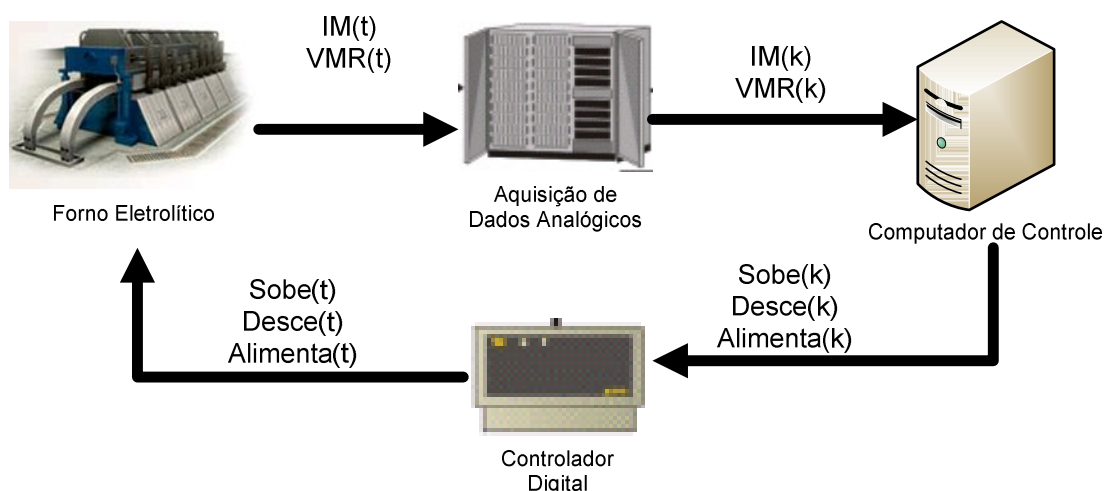 IM(t)
VMR(t)
IM(k)
VMR(k)
Forno Eletrolítico
Aquisição de
Dados Analógicos
Computador de Controle
Sobe(t)
Desce(t)
Alimenta(t)
Sobe(k)
Desce(k)
Alimenta(k)
Controlador
Digital